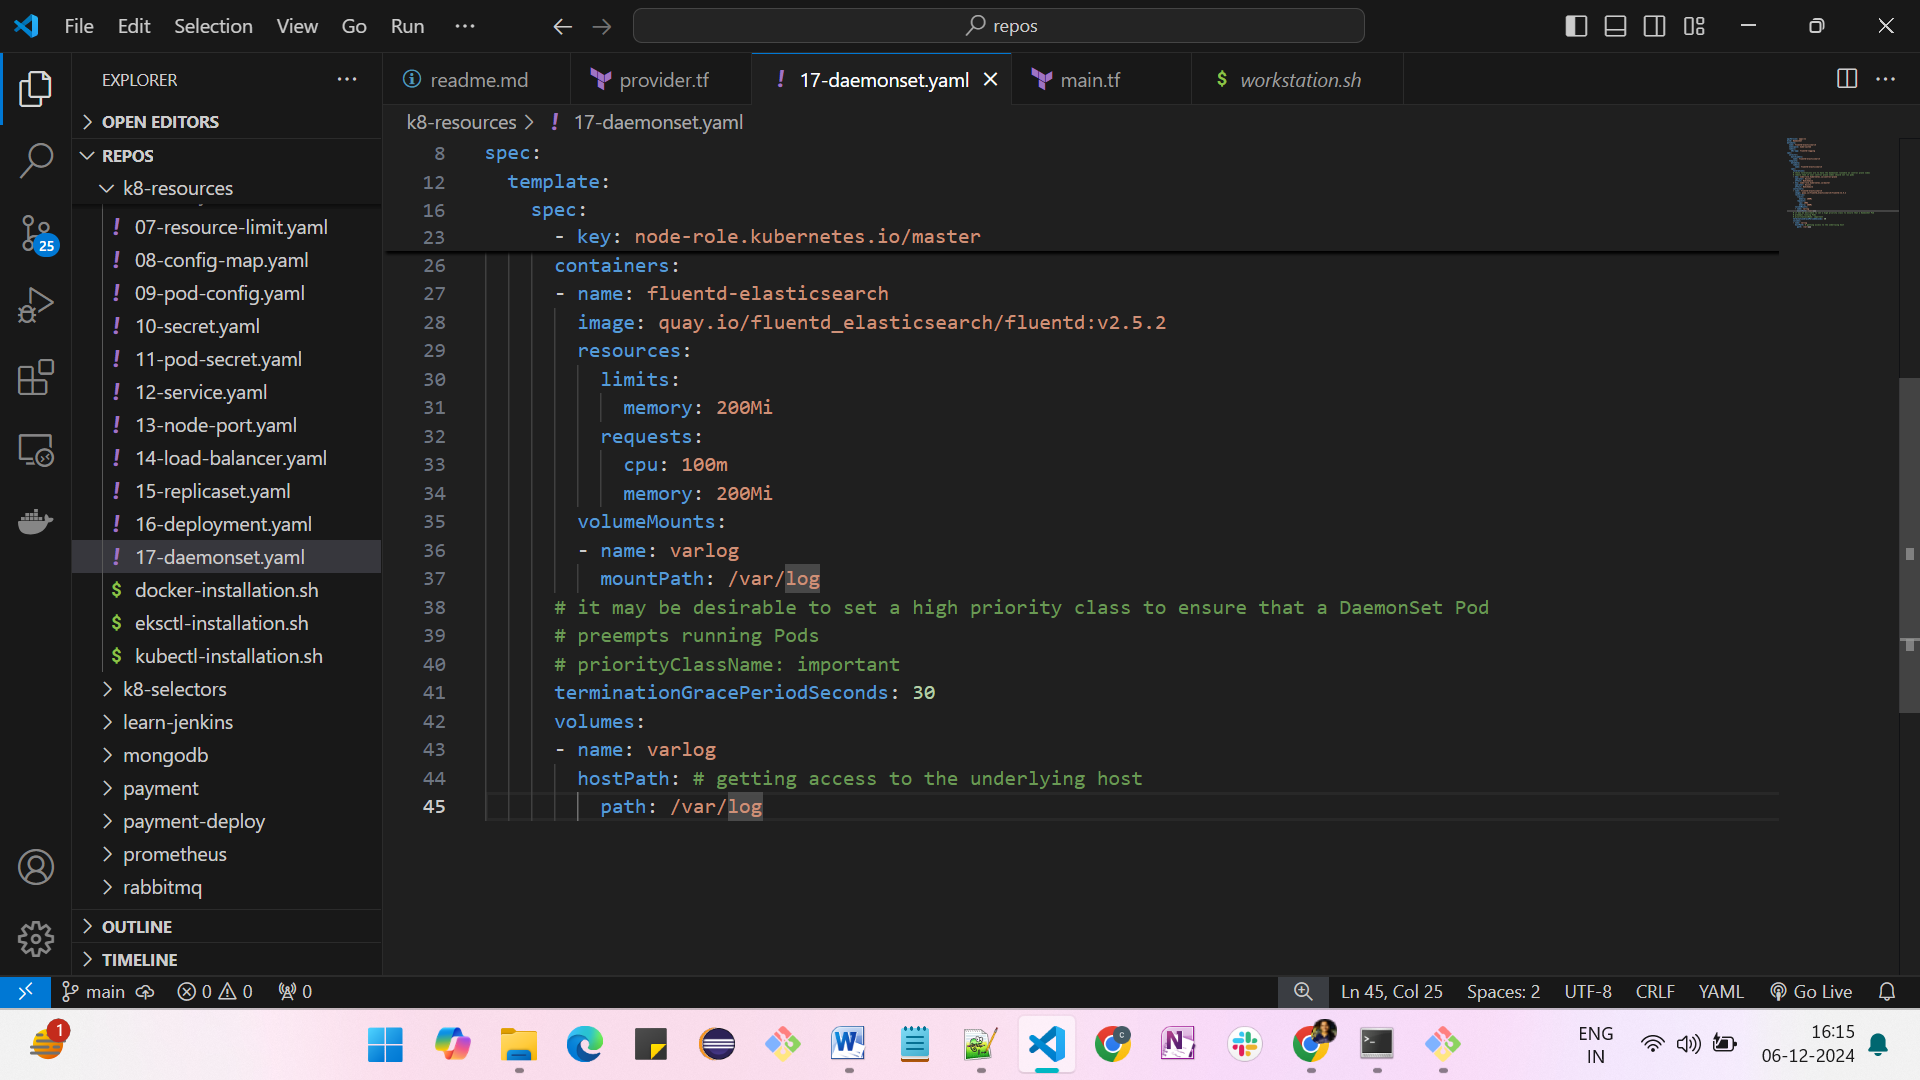 File Edit Selection View Go Run ···
repos
EXPLORER ···
readme.md
provider.tf
! 17-daemonset.yaml
main.tf
$ workstation.sh
OPEN EDITORS
REPOS
k8-resources
! 07-resource-limit.yaml
! 08-config-map.yaml
! 09-pod-config.yaml
! 10-secret.yaml
! 11-pod-secret.yaml
! 12-service.yaml
! 13-node-port.yaml
! 14-load-balancer.yaml
! 15-replicaset.yaml
! 16-deployment.yaml
! 17-daemonset.yaml
$ docker-installation.sh
$ eksctl-installation.sh
$ kubectl-installation.sh
k8-selectors
learn-jenkins
mongodb
payment
payment-deploy
prometheus
rabbitmq
OUTLINE
TIMELINE
25
k8-resources > ! 17-daemonset.yaml
8 spec:
12 template:
16 spec:
23 - key: node-role.kubernetes.io/master
26 containers:
27 - name: fluentd-elasticsearch
28 image: quay.io/fluentd_elasticsearch/fluentd:v2.5.2
29 resources:
30 limits:
31 memory: 200Mi
32 requests:
33 cpu: 100m
34 memory: 200Mi
35 volumeMounts:
36 - name: varlog
37 mountPath: /var/log
38 # it may be desirable to set a high priority class to ensure that a DaemonSet Pod
39 # preempts running Pods
40 # priorityClassName: important
41 terminationGracePeriodSeconds: 30
42 volumes:
43 - name: varlog
44 hostPath: # getting access to the underlying host
45 path: /var/log
main 0 0 0
Ln 45, Col 25 Spaces: 2 UTF-8 CRLF YAML Go Live
1
ENG
IN
16:15
06-12-2024